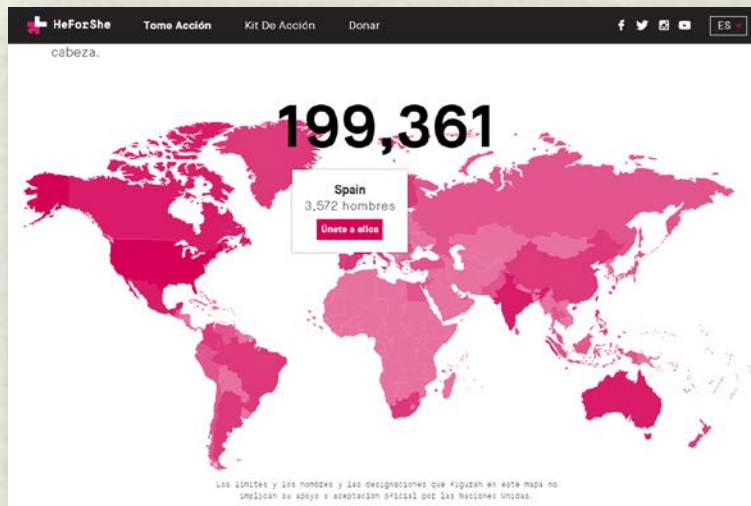 HeForShe Tome Acción Kit De Acción Donar ES
cabeza.
199,361
Spain
3,572 hombres
Únete a ellos
Los límites y los nombres y las designaciones que figuran en este mapa no
implican su apoyo o aceptación oficial por las Naciones Unidas.